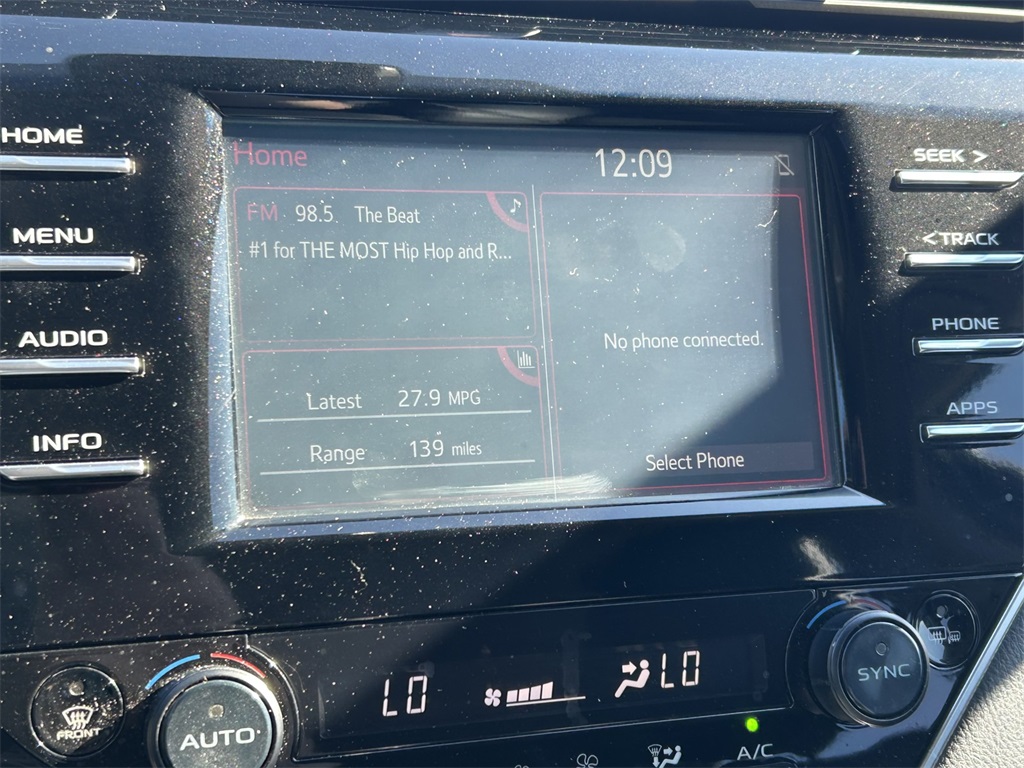 Home 12:09
HOME
SEEK >
FM 98.5 The Beat
#1 for THE MOST Hip Hop and R...
MENU
< TRACK
AUDIO
PHONE
No phone connected.
Latest 27.9 MPG
APPS
INFO
Range 139 miles
Select Phone
LO
LO
SYNC
FRONT
AUTO
A/C